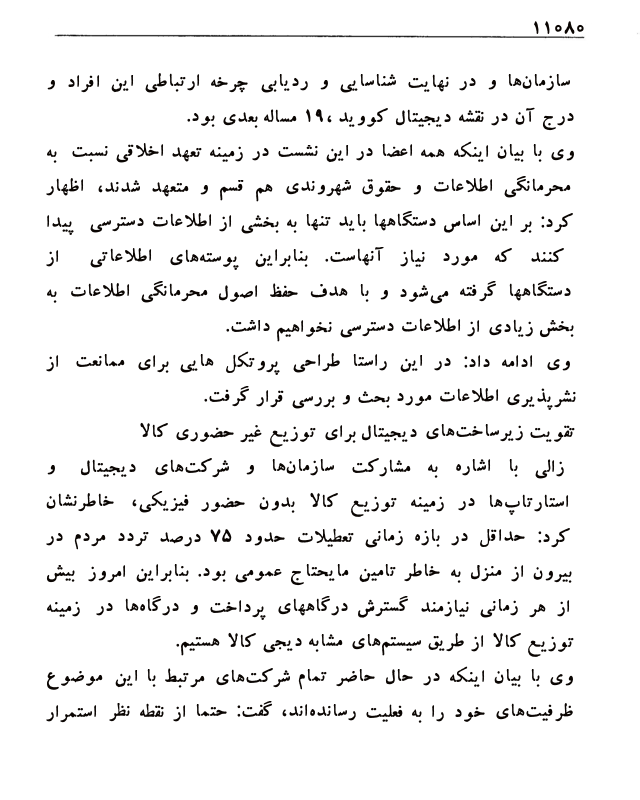 ۱۱۰۸۰
سازمان‌ها و در نهایت شناسایی و ردیابی چرخه ارتباطی این افراد و
درج آن در نقشه دیجیتال کووید ،۱۹ مساله بعدی بود.
وی با بیان اینکه همه اعضا در این نشست در زمینه تعهد اخلاقی نسبت به
محرمانگی اطلاعات و حقوق شهروندی هم قسم و متعهد شدند، اظهار
کرد: بر این اساس دستگاهها باید تنها به بخشی از اطلاعات دسترسی پیدا
کنند که مورد نیاز آنهاست. بنابراین پوسته‌های اطلاعاتی از
دستگاهها گرفته می‌شود و با هدف حفظ اصول محرمانگی اطلاعات به
بخش زیادی از اطلاعات دسترسی نخواهیم داشت.
وی ادامه داد: در این راستا طراحی پروتکل هایی برای ممانعت از
نشرپذیری اطلاعات مورد بحث و بررسی قرار گرفت.
تقویت زیرساخت‌های دیجیتال برای توزیع غیر حضوری کالا
زالی با اشاره به مشارکت سازمان‌ها و شرکت‌های دیجیتال و
استارتاپ‌ها در زمینه توزیع کالا بدون حضور فیزیکی، خاطرنشان
کرد: حداقل در بازه زمانی تعطیلات حدود ۷۵ درصد تردد مردم در
بیرون از منزل به خاطر تامین مایحتاج عمومی بود. بنابراین امروز بیش
از هر زمانی نیازمند گسترش درگاههای پرداخت و درگاه‌ها در زمینه
توزیع کالا از طریق سیستم‌های مشابه دیجی کالا هستیم.
وی با بیان اینکه در حال حاضر تمام شرکت‌های مرتبط با این موضوع
ظرفیت‌های خود را به فعلیت رسانده‌اند، گفت: حتما از نقطه نظر استمرار